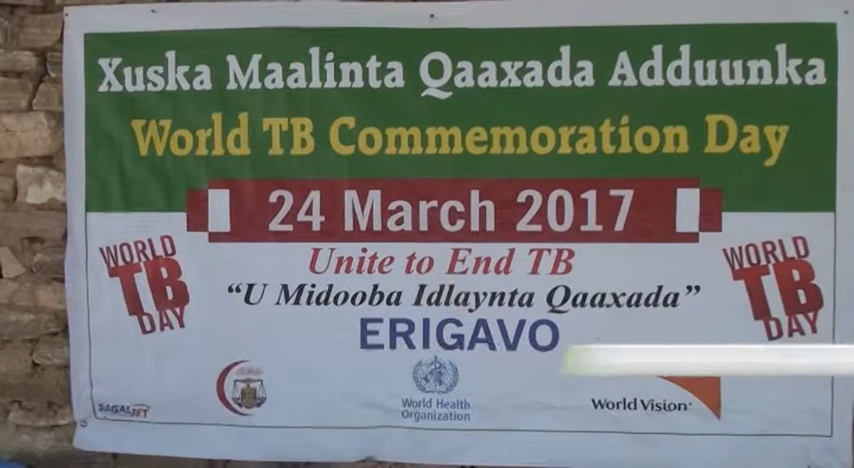 Xuska Maalinta Qaaxada Adduunka
World TB Commemoration Day
24 March 2017
Unite to End TB
“U Midooba Idlaynta Qaaxada”
ERIGAVO
WORLD
TB
DAY
WORLD
TB
DAY
SAGALJET
World Health
Organization
World Vision